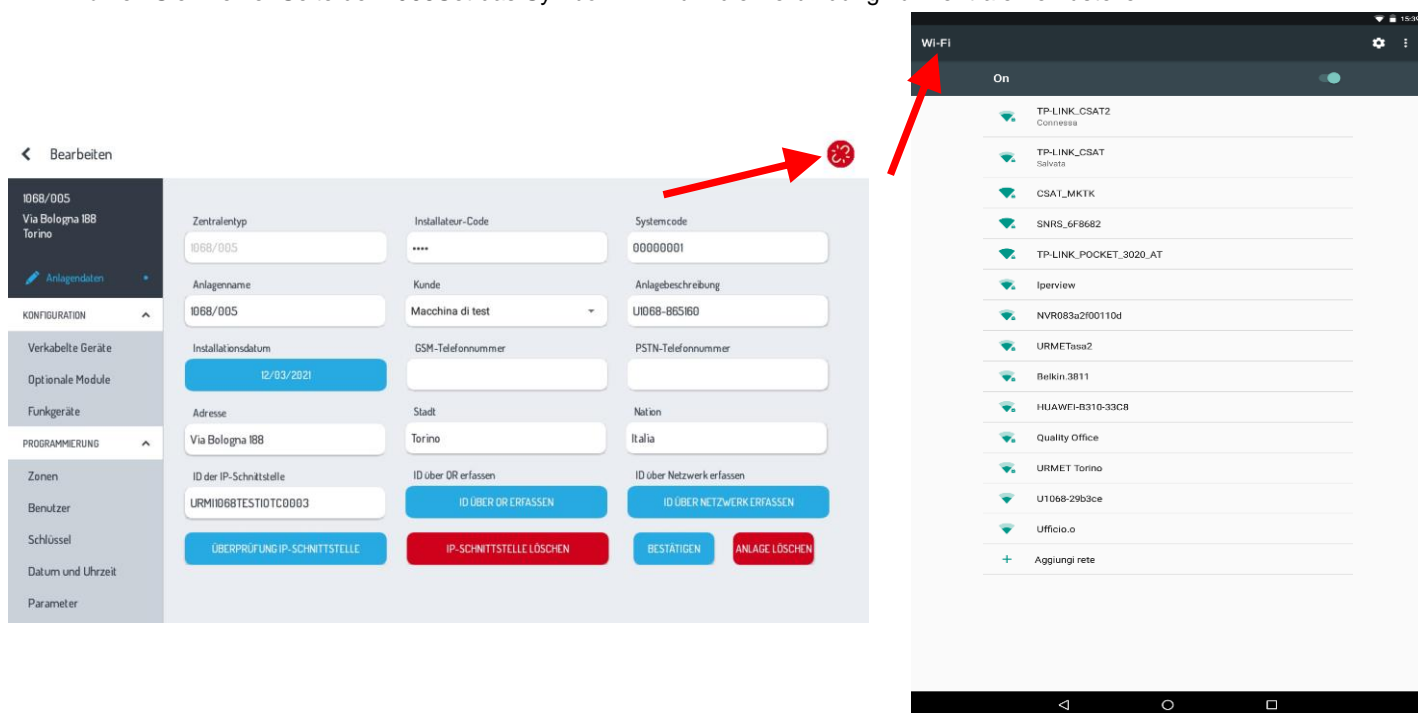 Bearbeiten
1068/005
Via Bologna 188
Torino
Anlagendaten
KONFIGURATION
Verkabelte Geräte
Optionale Module
Funkgeräte
PROGRAMMIERUNG
Zonen
Benutzer
Schlüssel
Datum und Uhrzeit
Parameter
Zentralentyp
Installateur-Code
Systemcode
1068/005
••••
00000001
Anlagenname
Kunde
Anlagebeschreibung
1068/005
Macchina di test
U1068-865160
Installationsdatum
GSM-Telefonnummer
PSTN-Telefonnummer
12/03/2021
Adresse
Stadt
Nation
Via Bologna 188
Torino
Italia
ID der IP-Schnittstelle
ID über QR erfassen
ID über Netzwerk erfassen
URMI1068TEST10TC0003
ID ÜBER QR ERFASSEN
ID ÜBER NETZWERK ERFASSEN
ÜBERPRÜFUNG IP-SCHNITTSTELLE
IP-SCHNITTSTELLE LÖSCHEN
BESTÄTIGEN
ANLAGE LÖSCHEN
15:39
Wi-Fi
On
TP-LINK_CSAT2
Connessa
TP-LINK_CSAT
Salvata
CSAT_MKTK
SNRS_6F8682
TP-LINK_POCKET_3020_AT
Iperview
NVR083a2f00110d
URMETasa2
Belkin.3811
HUAWEI-B310-33C8
Quality Office
URMET Torino
U1068-29b3ce
Ufficio.o
Aggiungi rete